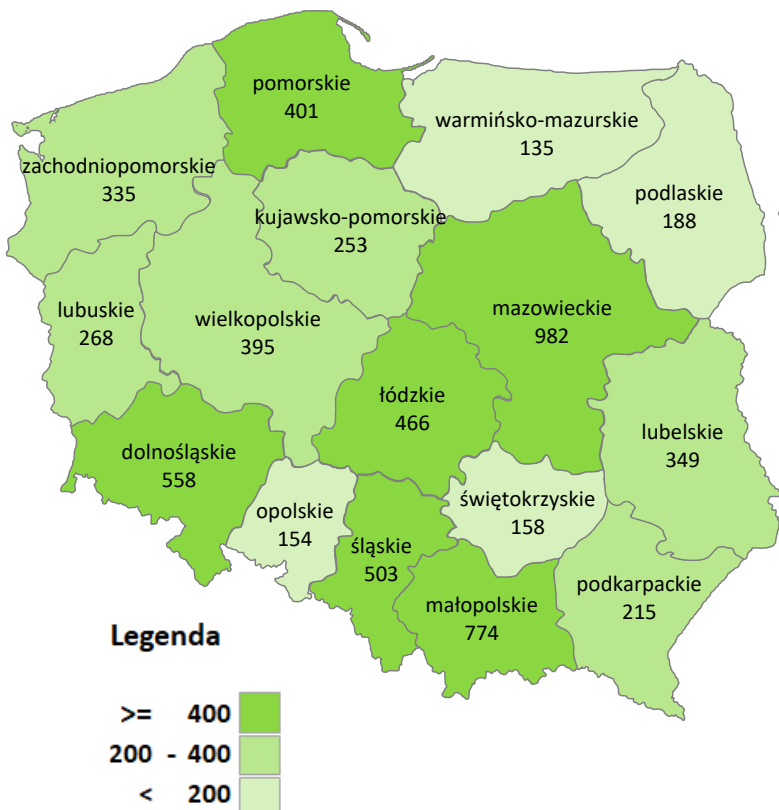 pomorskie
401
warmińsko-mazurskie
135
zachodniopomorskie
335
podlaskie
188
kujawsko-pomorskie
253
lubuskie
268
wielkopolskie
395
mazowieckie
982
łódzkie
466
lubelskie
349
dolnośląskie
558
opolskie
154
świętokrzyskie
158
śląskie
503
małopolskie
774
podkarpackie
215
Legenda
>= 400
200 - 400
< 200